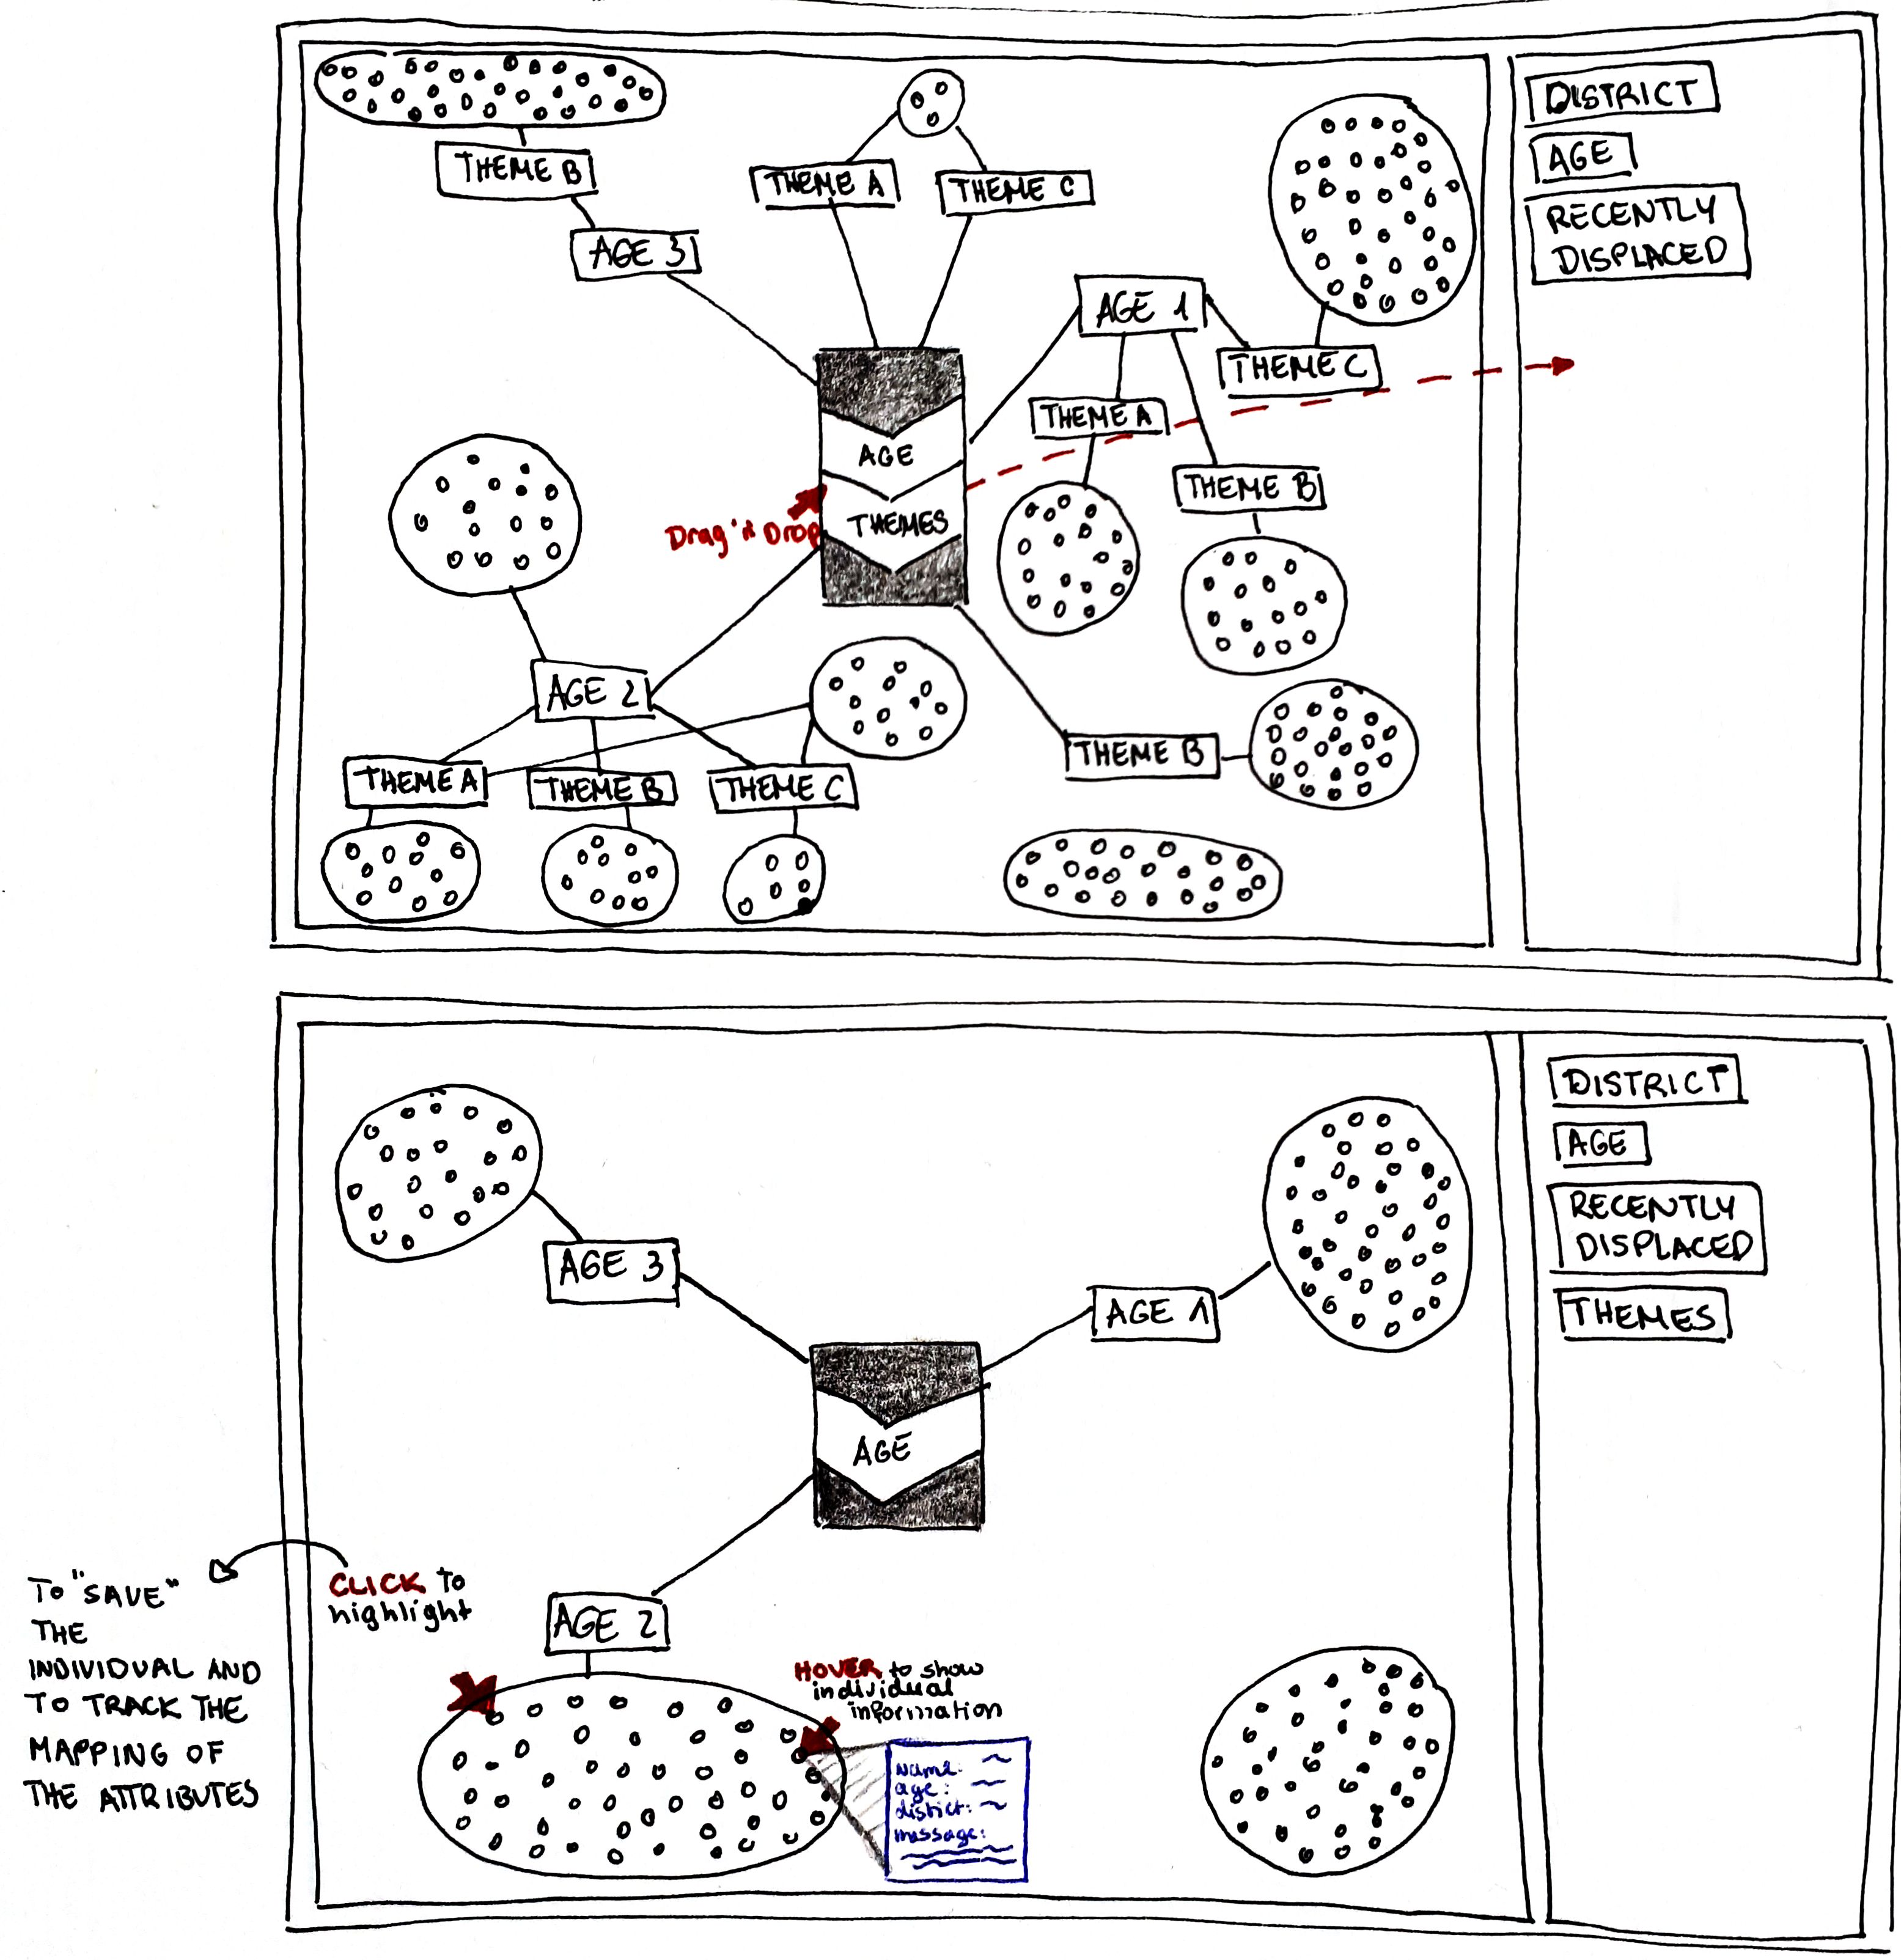 THEME B
THEME A
THEME C
AGE 3
AGE 1
THEME C
THEME A
THEME B
AGE
THEMES
Drag 'n Drop
AGE 2
THEME A
THEME B
THEME C
THEME B
DISTRICT
AGE
RECENTLY
DISPLACED
AGE 3
AGE 1
AGE
AGE 2
CLICK to
highlight
TO "SAVE"
THE
INDIVIDUAL AND
TO TRACK THE
MAPPING OF
THE ATTRIBUTES
HOVER to show
individual
information
Name:
age:
district:
message:
DISTRICT
AGE
RECENTLY
DISPLACED
THEMES